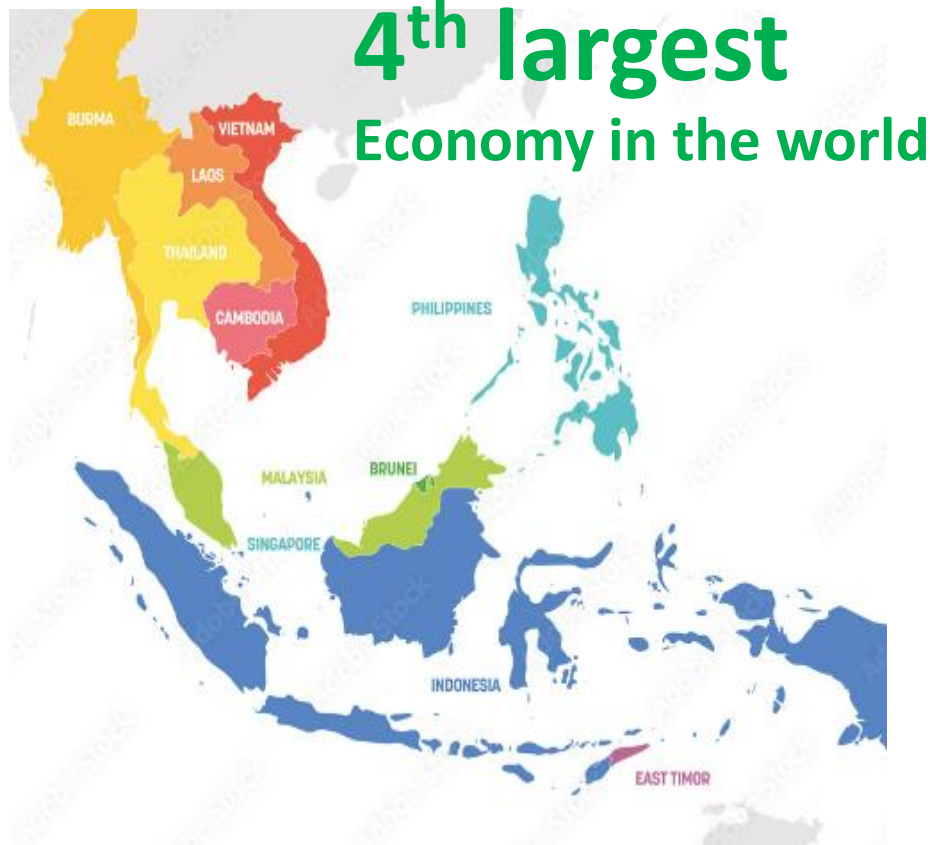 4th largest
Economy in the world
BURMA
VIETNAM
LAOS
THAILAND
CAMBODIA
PHILIPPINES
MALAYSIA
BRUNEI
SINGAPORE
INDONESIA
EAST TIMOR